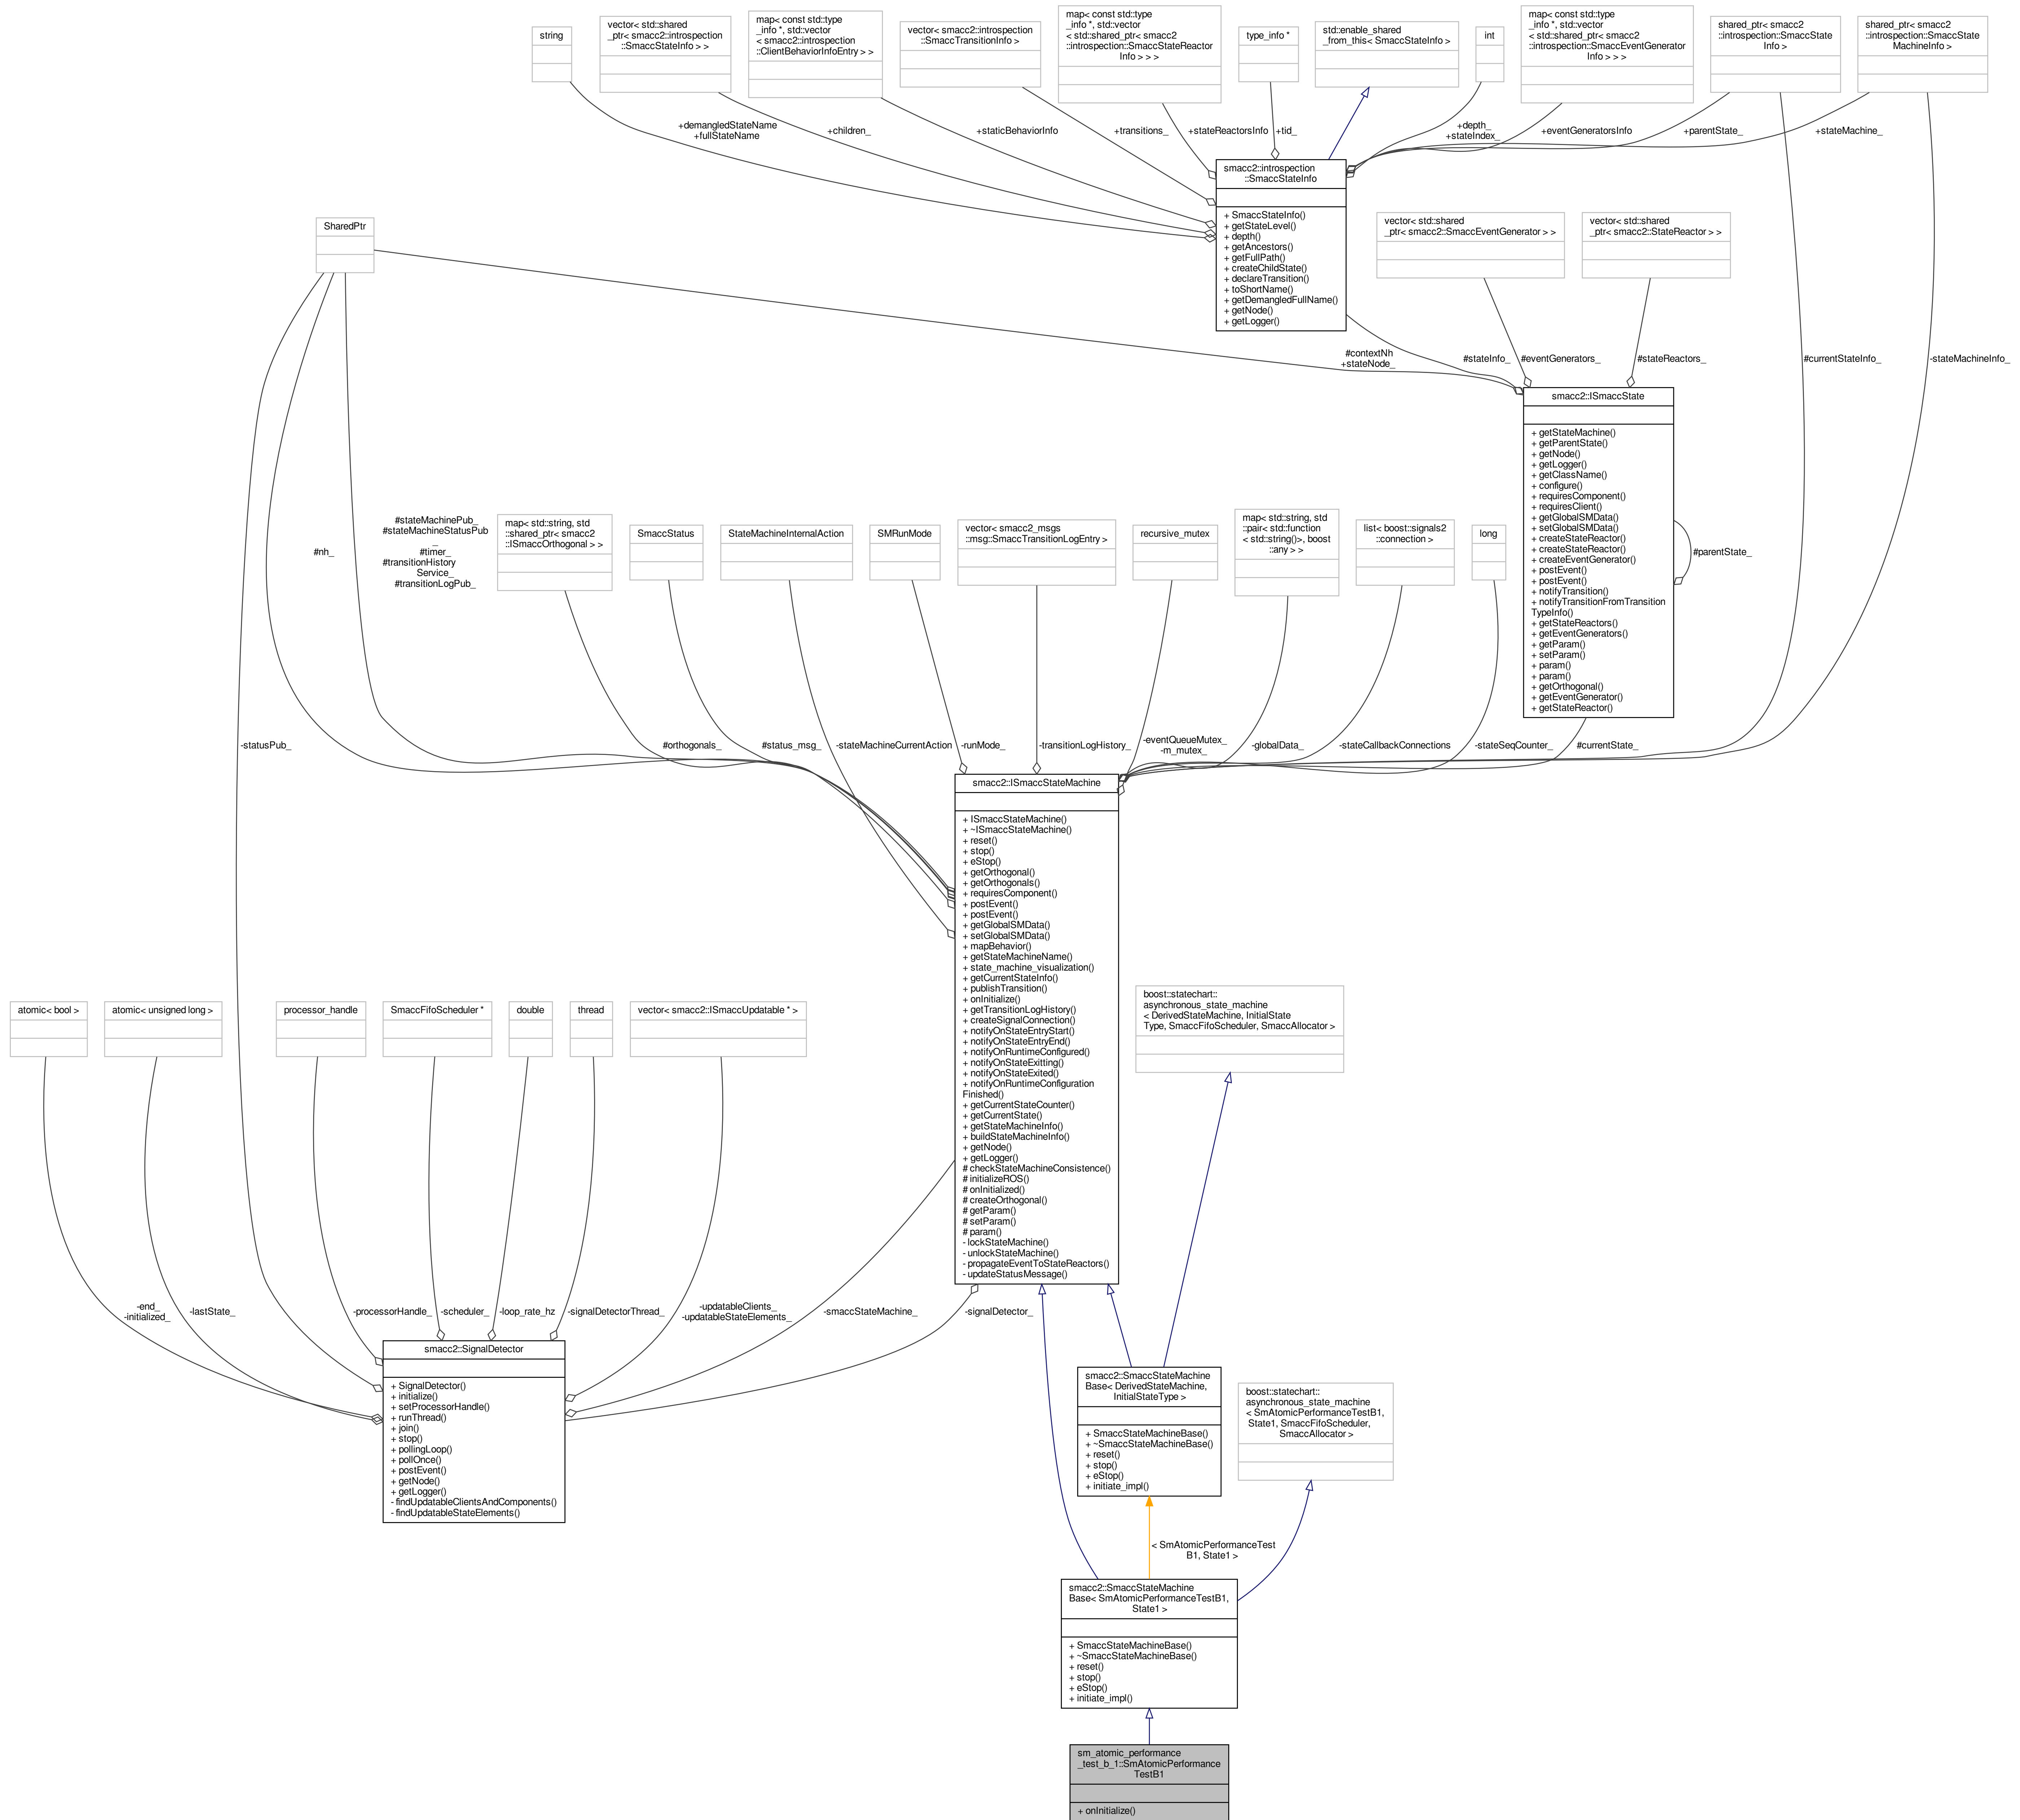 string
vector< std::shared
_ptr< smacc2::introspection
::SmaccStateInfo > >
map< const std::type
_info *, std::vector
< smacc2::introspection
::ClientBehaviorInfoEntry > >
vector< smacc2::introspection
::SmaccTransitionInfo >
map< const std::type
_info *, std::vector
< std::shared_ptr< smacc2
::introspection::SmaccStateReactor
Info > > >
type_info *
std::enable_shared
_from_this< SmaccStateInfo >
int
map< const std::type
_info *, std::vector
< std::shared_ptr< smacc2
::introspection::SmaccEventGenerator
Info > > >
shared_ptr< smacc2
::introspection::SmaccState
Info >
shared_ptr< smacc2
::introspection::SmaccState
MachineInfo >
+demangledStateName
+fullStateName
+children_
+staticBehaviorInfo
+transitions_
+stateReactorsInfo
+tid_
+depth_
+stateIndex_
+eventGeneratorsInfo
+parentState_
+stateMachine_
smacc2::introspection
::SmaccStateInfo
+ SmaccStateInfo()
+ getStateLevel()
+ depth()
+ getAncestors()
+ getFullPath()
+ createChildState()
+ declareTransition()
+ toShortName()
+ getDemangledFullName()
+ getNode()
+ getLogger()
SharedPtr
vector< std::shared
_ptr< smacc2::SmaccEventGenerator > >
vector< std::shared
_ptr< smacc2::StateReactor > >
#contextNh
+stateNode_
#stateInfo_
#eventGenerators_
#stateReactors_
#currentStateInfo_
-stateMachineInfo_
smacc2::ISmaccState
+ getStateMachine()
+ getParentState()
+ getNode()
+ getLogger()
+ getClassName()
+ configure()
+ requiresComponent()
+ requiresClient()
+ getGlobalSMData()
+ setGlobalSMData()
+ createStateReactor()
+ createStateReactor()
+ createEventGenerator()
+ postEvent()
+ postEvent()
+ notifyTransition()
+ notifyTransitionFromTransition
TypeInfo()
+ getStateReactors()
+ getEventGenerators()
+ getParam()
+ setParam()
+ param()
+ param()
+ getOrthogonal()
+ getEventGenerator()
+ getStateReactor()
#parentState_
#nh_
#stateMachinePub_
#stateMachineStatusPub
_
#timer_
#transitionHistory
Service_
#transitionLogPub_
map< std::string, std
::shared_ptr< smacc2
::ISmaccOrthogonal > >
SmaccStatus
StateMachineInternalAction
SMRunMode
vector< smacc2_msgs
::msg::SmaccTransitionLogEntry >
recursive_mutex
map< std::string, std
::pair< std::function
< std::string()>, boost
::any > >
list< boost::signals2
::connection >
long
-statusPub_
#orthogonals_
#status_msg_
-stateMachineCurrentAction
-runMode_
-transitionLogHistory_
-eventQueueMutex_
-m_mutex_
-globalData_
-stateCallbackConnections
-stateSeqCounter_
#currentState_
smacc2::ISmaccStateMachine
+ ISmaccStateMachine()
+ ~ISmaccStateMachine()
+ reset()
+ stop()
+ eStop()
+ getOrthogonal()
+ getOrthogonals()
+ requiresComponent()
+ postEvent()
+ postEvent()
+ getGlobalSMData()
+ setGlobalSMData()
+ mapBehavior()
+ getStateMachineName()
+ state_machine_visualization()
+ getCurrentStateInfo()
+ publishTransition()
+ onInitialize()
+ getTransitionLogHistory()
+ createSignalConnection()
+ notifyOnStateEntryStart()
+ notifyOnStateEntryEnd()
+ notifyOnRuntimeConfigured()
+ notifyOnStateExitting()
+ notifyOnStateExited()
+ notifyOnRuntimeConfiguration
Finished()
+ getCurrentStateCounter()
+ getCurrentState()
+ getStateMachineInfo()
+ buildStateMachineInfo()
+ getNode()
+ getLogger()
# checkStateMachineConsistence()
# initializeROS()
# onInitialized()
# createOrthogonal()
# getParam()
# setParam()
# param()
- lockStateMachine()
- unlockStateMachine()
- propagateEventToStateReactors()
- updateStatusMessage()
atomic< bool >
atomic< unsigned long >
processor_handle
SmaccFifoScheduler *
double
thread
vector< smacc2::ISmaccUpdatable * >
boost::statechart::
asynchronous_state_machine
< DerivedStateMachine, InitialState
Type, SmaccFifoScheduler, SmaccAllocator >
-end_
-initialized_
-lastState_
-processorHandle_
-scheduler_
-loop_rate_hz
-signalDetectorThread_
-updatableClients_
-updatableStateElements_
-smaccStateMachine_
-signalDetector_
smacc2::SignalDetector
+ SignalDetector()
+ initialize()
+ setProcessorHandle()
+ runThread()
+ join()
+ stop()
+ pollingLoop()
+ pollOnce()
+ postEvent()
+ getNode()
+ getLogger()
- findUpdatableClientsAndComponents()
- findUpdatableStateElements()
smacc2::SmaccStateMachine
Base< DerivedStateMachine,
InitialStateType >
+ SmaccStateMachineBase()
+ ~SmaccStateMachineBase()
+ reset()
+ stop()
+ eStop()
+ initiate_impl()
boost::statechart::
asynchronous_state_machine
< SmAtomicPerformanceTestB1,
State1, SmaccFifoScheduler,
SmaccAllocator >
< SmAtomicPerformanceTest
B1, State1 >
smacc2::SmaccStateMachine
Base< SmAtomicPerformanceTestB1,
State1 >
+ SmaccStateMachineBase()
+ ~SmaccStateMachineBase()
+ reset()
+ stop()
+ eStop()
+ initiate_impl()
sm_atomic_performance
_test_b_1::SmAtomicPerformance
TestB1
+ onInitialize()